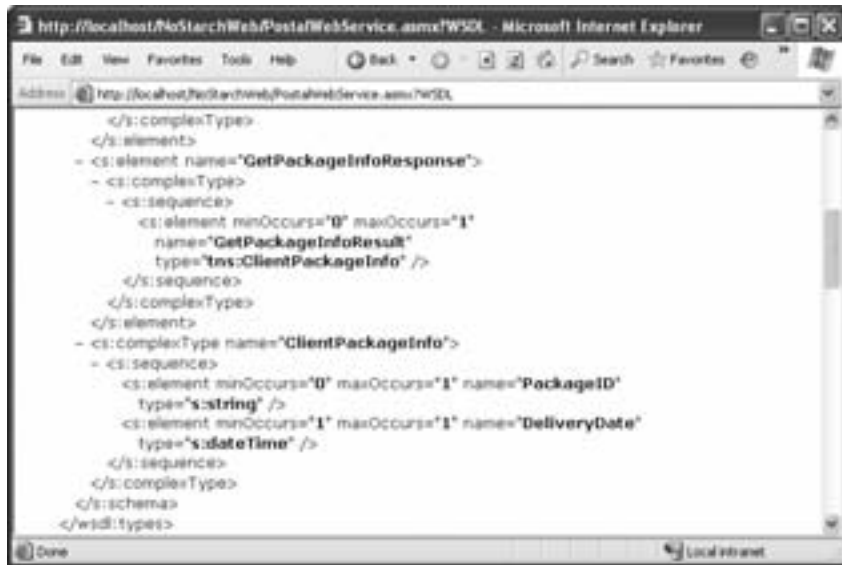 http://localhost/NoStarchWeb/PostalWebService.asmx?WSDL - Microsoft Internet Explorer
File Edit View Favorites Tools Help Back Search Favorites
Address http://localhost/NoStarchWeb/PostalWebService.asmx?WSDL
</s:complexType>
</s:element>
- <s:element name="GetPackageInfoResponse">
- <s:complexType>
- <s:sequence>
<s:element minOccurs="0" maxOccurs="1"
name="GetPackageInfoResult"
type="tns:ClientPackageInfo" />
</s:sequence>
</s:complexType>
</s:element>
- <s:complexType name="ClientPackageInfo">
- <s:sequence>
<s:element minOccurs="0" maxOccurs="1" name="PackageID"
type="s:string" />
<s:element minOccurs="1" maxOccurs="1" name="DeliveryDate"
type="s:dateTime" />
</s:sequence>
</s:complexType>
</s:schema>
</wsdl:types>
Done Local intranet